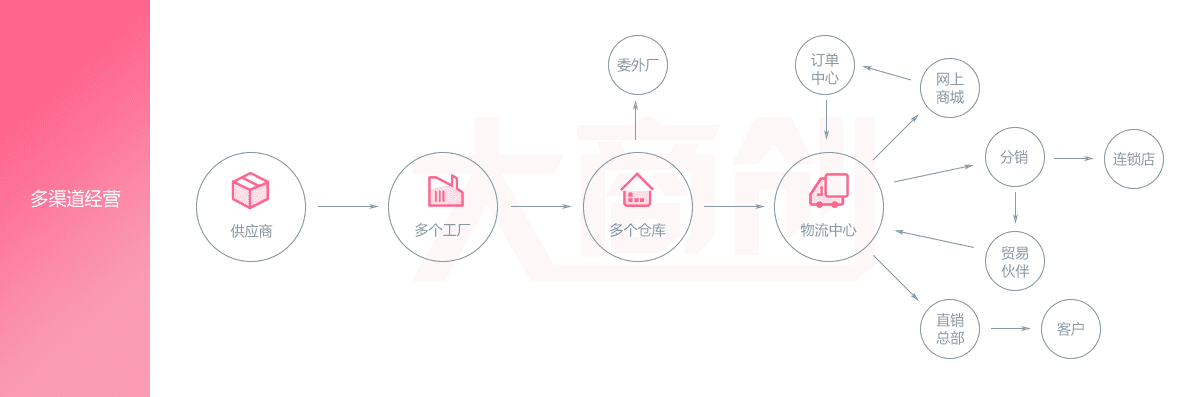 多渠道经营
供应商
多个工厂
多个仓库
委外厂
物流中心
订单
中心
网上
商城
分销
连锁店
贸易
伙伴
直销
总部
客户
大商创